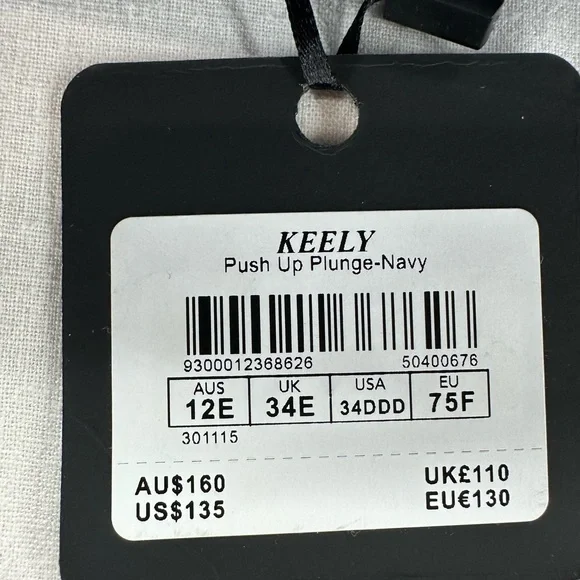 KEELY
Push Up Plunge-Navy
9300012368626 50400676
AUS UK USA EU
12E 34E 34DDD 75F
301115
AU$160 UK£110
US$135 EU€130